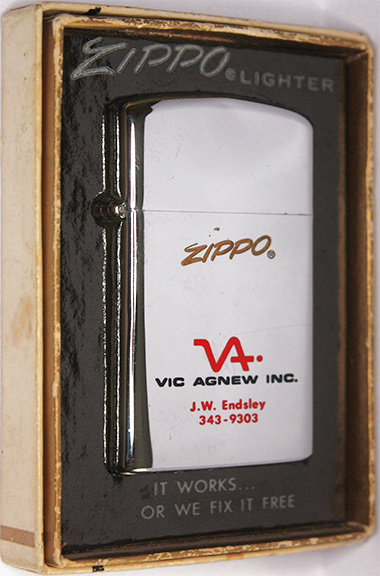 ZIPPO® LIGHTER
ZIPPO®
VA.
VIC AGNEW INC.
J.W. Endsley
343-9303
IT WORKS...
OR WE FIX IT FREE